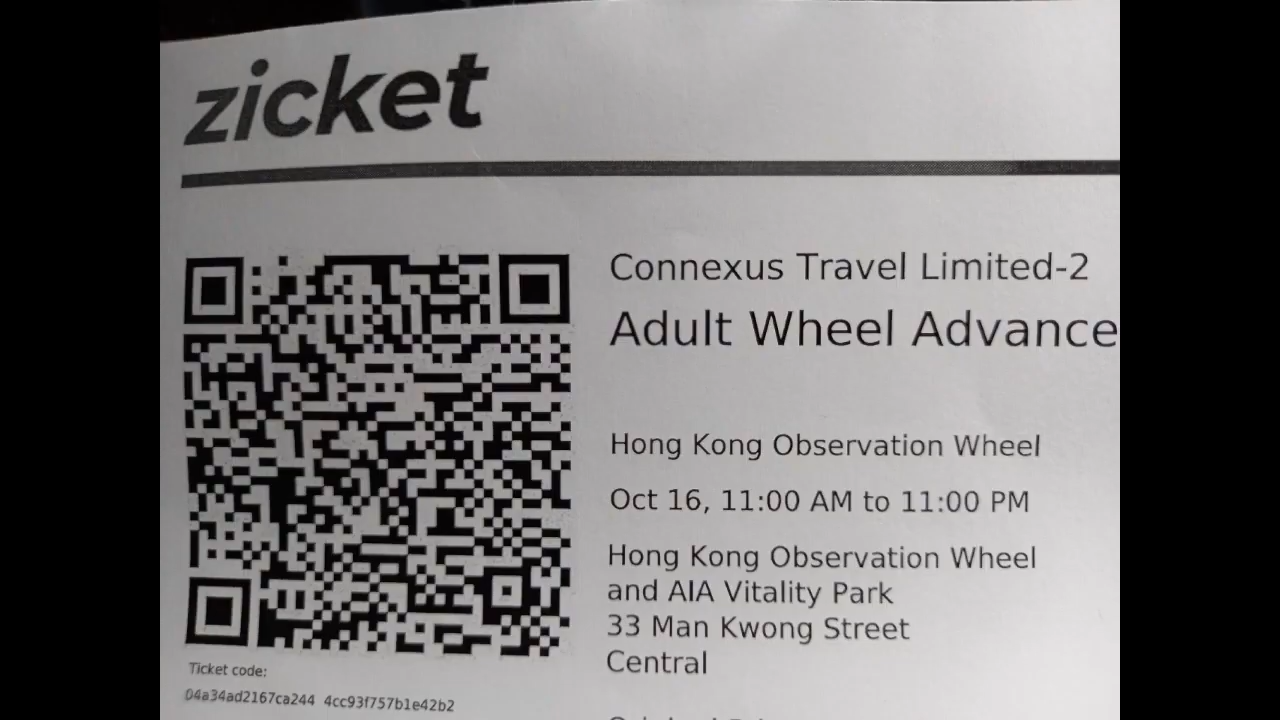 zicket
Connexus Travel Limited-2
Adult Wheel Advance
Hong Kong Observation Wheel
Oct 16, 11:00 AM to 11:00 PM
Hong Kong Observation Wheel
and AIA Vitality Park
33 Man Kwong Street
Central
Ticket code:
04a34ad2167ca244 4cc93f757b1e42b2